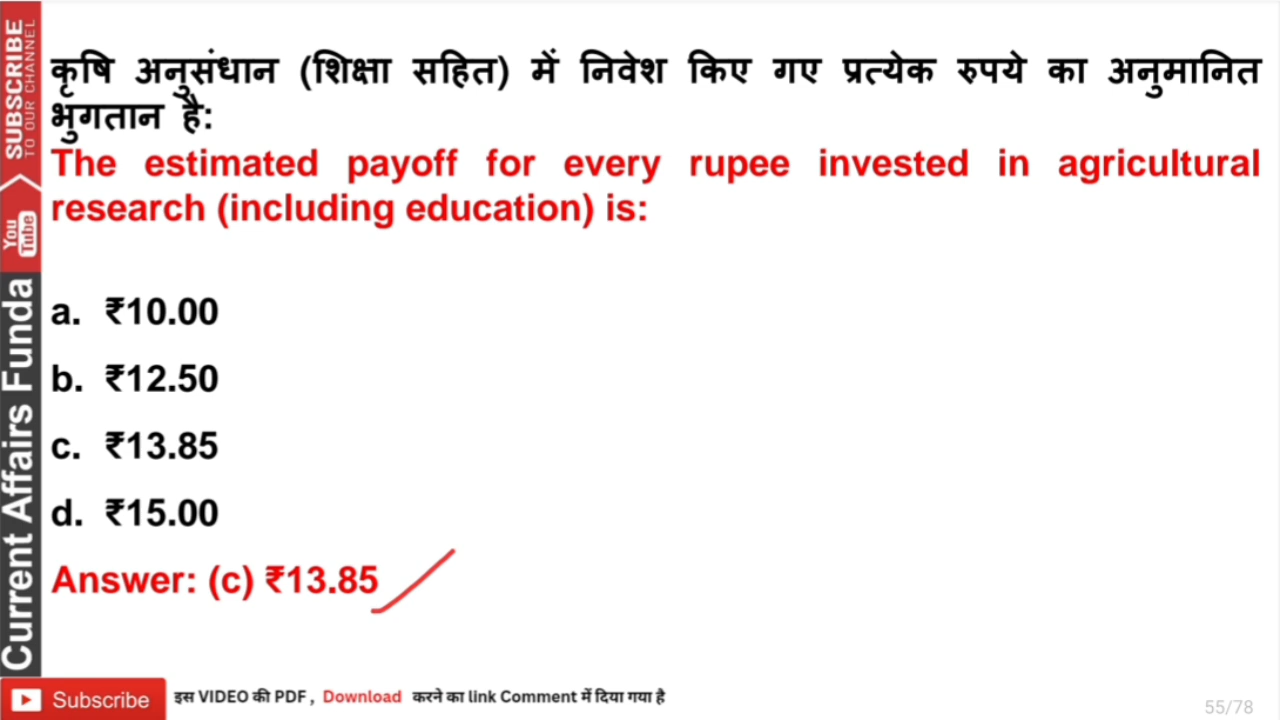 कृषि अनुसंधान (शिक्षा सहित) में निवेश किए गए प्रत्येक रुपये का अनुमानित
भुगतान है:
The estimated payoff for every rupee invested in agricultural
research (including education) is:
a. ₹10.00
b. ₹12.50
c. ₹13.85
d. ₹15.00
Answer: (c) ₹13.85
SUBSCRIBE
TO OUR CHANNEL
You
Tube
Current Affairs Funda
Subscribe
इस VIDEO की PDF , Download करने का link Comment में दिया गया है
55/78